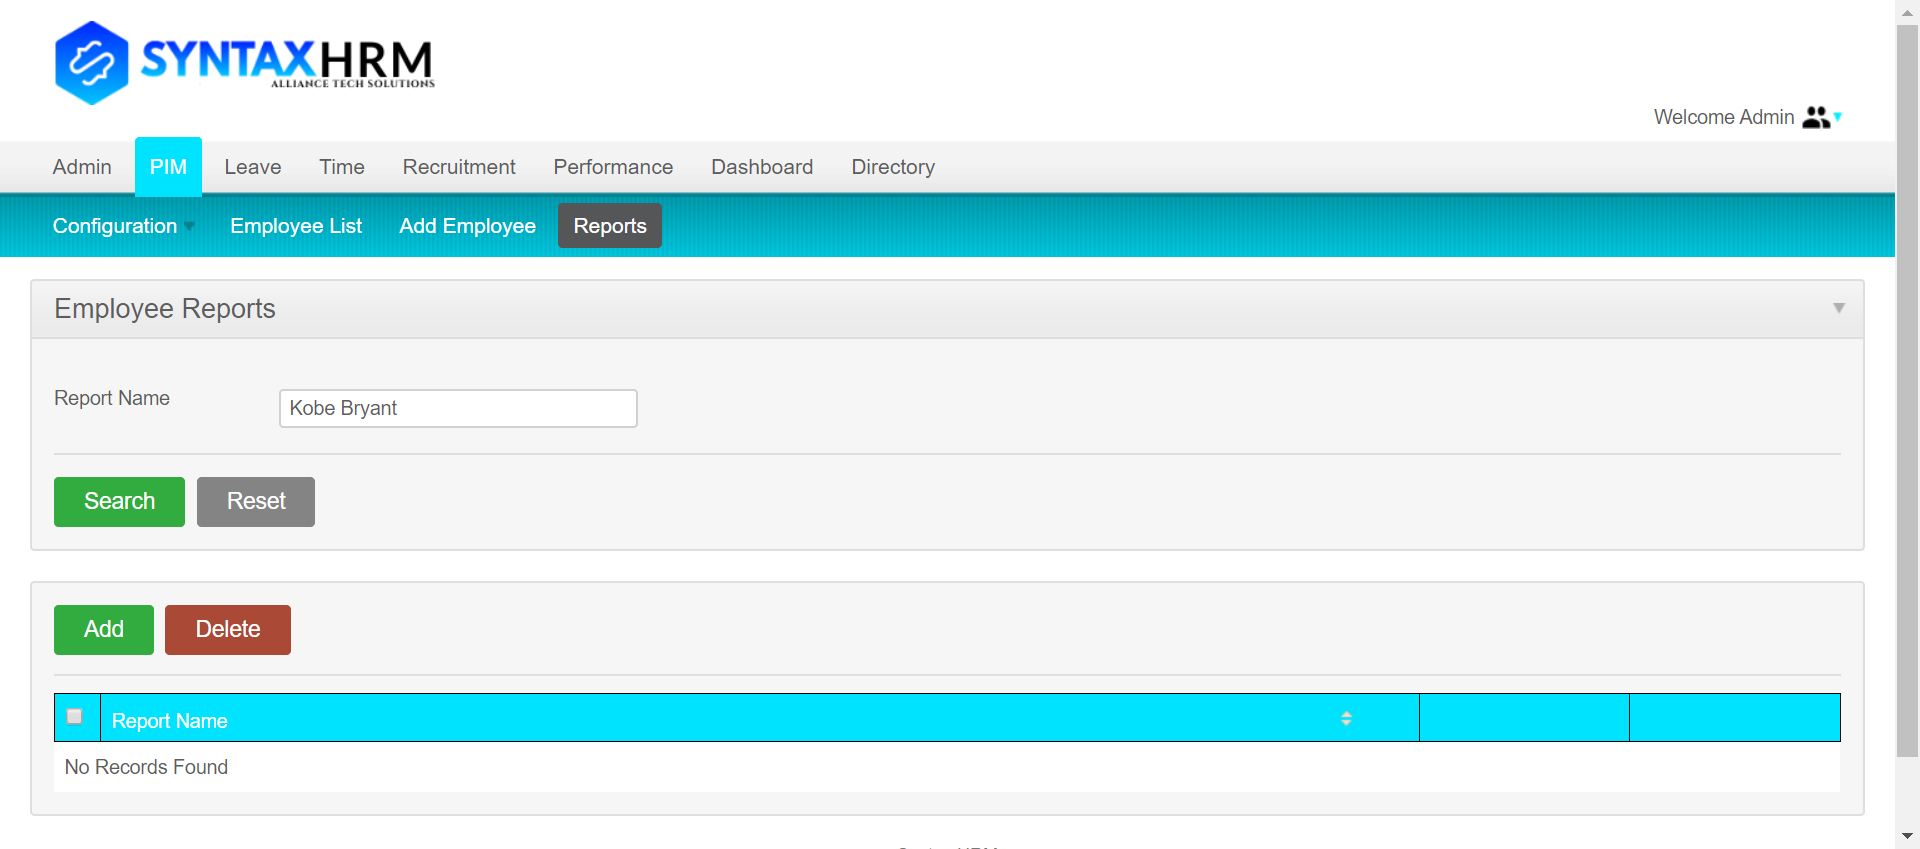 SYNTAXHRM
ALLIANCE TECH SOLUTIONS
Welcome Admin
Admin PIM Leave Time Recruitment Performance Dashboard Directory
Configuration Employee List Add Employee Reports
Employee Reports
Report Name Kobe Bryant
Search Reset
Add Delete
Report Name
No Records Found